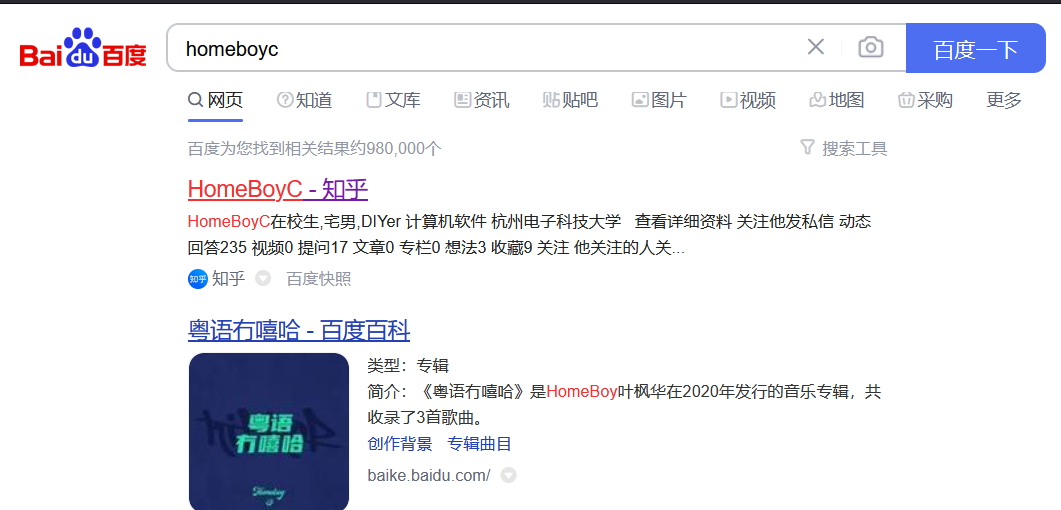 Bai du 百度
homeboyc
百度一下
网页 知道 文库 资讯 贴吧 图片 视频 地图 采购 更多
百度为您找到相关结果约980,000个 搜索工具
HomeBoyC - 知乎
HomeBoyC在校生,宅男,DIYer 计算机软件 杭州电子科技大学 查看详细资料 关注他发私信 动态
回答235 视频0 提问17 文章0 专栏0 想法3 收藏9 关注 他关注的人关...
知乎 知乎 百度快照
粤语冇嘻哈 - 百度百科
类型：专辑
简介：《粤语冇嘻哈》是HomeBoy叶枫华在2020年发行的音乐专辑，共
收录了3首歌曲。
创作背景 专辑曲目
baike.baidu.com/
粤语
冇嘻哈